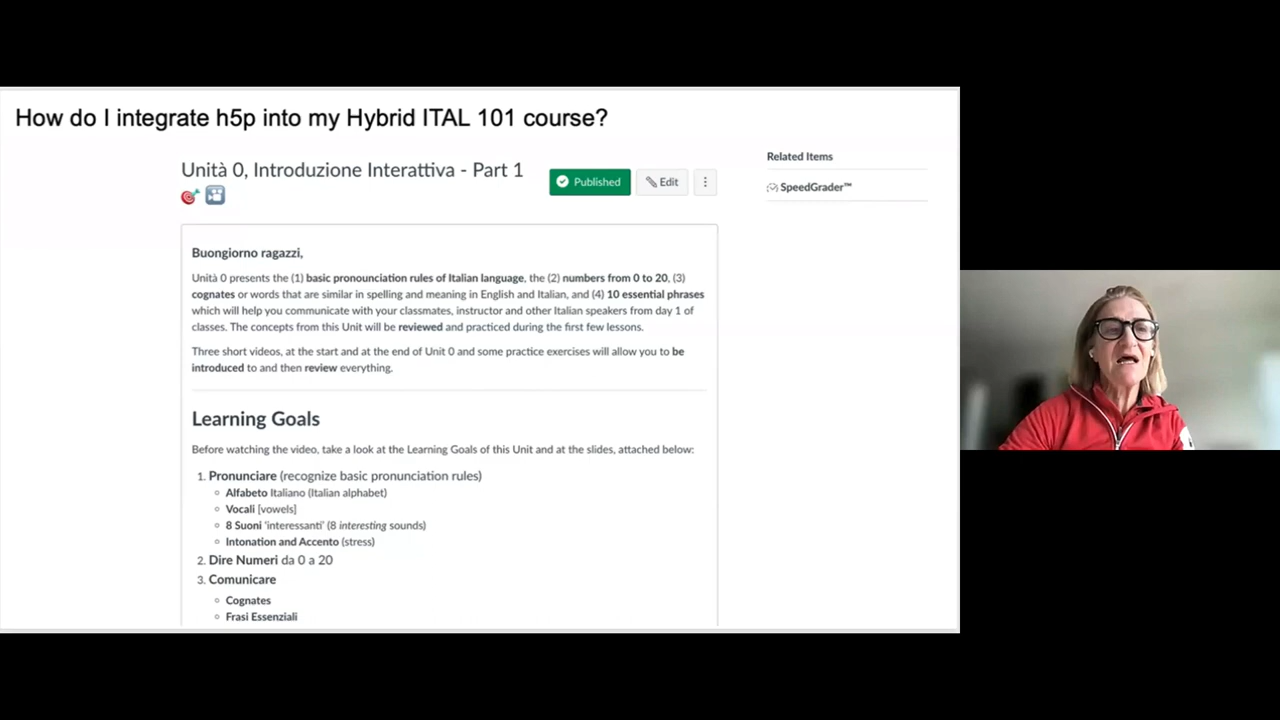 How do I integrate h5p into my Hybrid ITAL 101 course?
Unità 0, Introduzione Interattiva - Part 1
Published
Edit
Related Items
SpeedGrader™
Buongiorno ragazzi,
Unità 0 presents the (1) basic pronounciation rules of Italian language, the (2) numbers from 0 to 20, (3)
cognates or words that are similar in spelling and meaning in English and Italian, and (4) 10 essential phrases
which will help you communicate with your classmates, instructor and other Italian speakers from day 1 of
classes. The concepts from this Unit will be reviewed and practiced during the first few lessons.
Three short videos, at the start and at the end of Unit 0 and some practice exercises will allow you to be
introduced to and then review everything.
Learning Goals
Before watching the video, take a look at the Learning Goals of this Unit and at the slides, attached below:
1. Pronunciare (recognize basic pronunciation rules)
Alfabeto Italiano (Italian alphabet)
Vocali [vowels]
8 Suoni 'interessanti' (8 interesting sounds)
Intonation and Accento (stress)
2. Dire Numeri da 0 a 20
3. Comunicare
Cognates
Frasi Essenziali